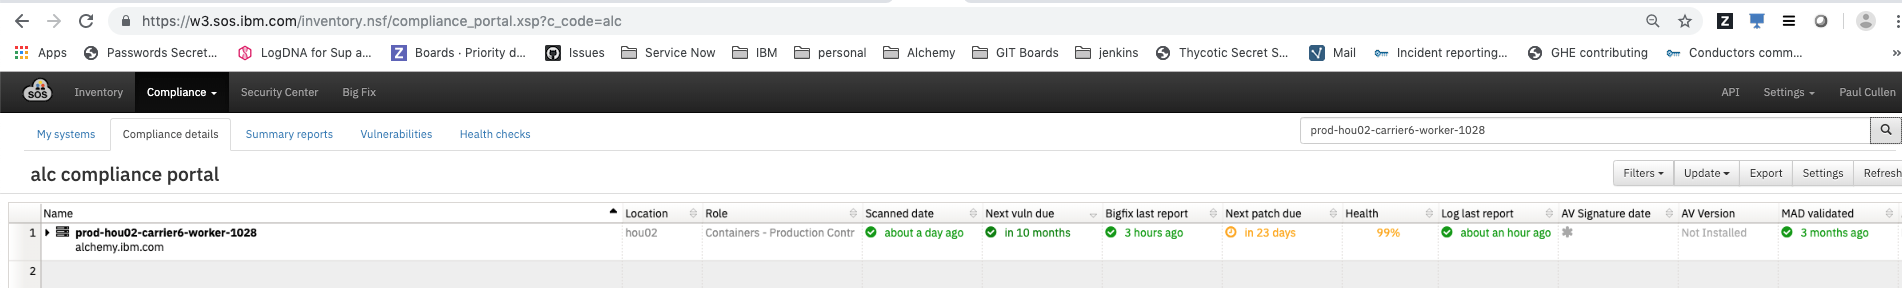 https://w3.sos.ibm.com/inventory.nsf/compliance_portal.xsp?c_code=alc
Apps Passwords Secret... LogDNA for Sup a... Boards · Priority d... Issues Service Now IBM personal Alchemy GIT Boards jenkins Thycotic Secret S... Mail Incident reporting... GHE contributing Conductors comm... »
SOS Inventory Compliance Security Center Big Fix API Settings Paul Cullen
My systems Compliance details Summary reports Vulnerabilities Health checks prod-hou02-carrier6-worker-1028
alc compliance portal Filters Update Export Settings Refresh
Name Location Role Scanned date Next vuln due Bigfix last report Next patch due Health Log last report AV Signature date AV Version MAD validated
1 prod-hou02-carrier6-worker-1028 hou02 Containers - Production Contr about a day ago in 10 months 3 hours ago in 23 days 99% about an hour ago Not Installed 3 months ago
alchemy.ibm.com
2